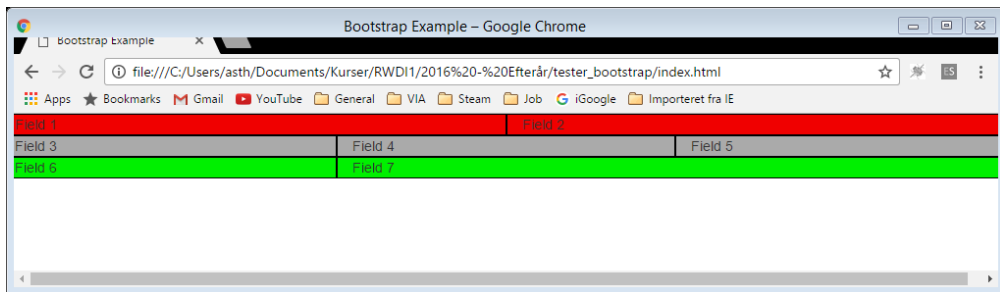 Bootstrap Example – Google Chrome
Bootstrap Example
file:///C:/Users/asth/Documents/Kurser/RWDI1/2016%20-%20Efterår/tester_bootstrap/index.html
ES
Apps Bookmarks Gmail YouTube General VIA Steam Job iGoogle Importeret fra IE
Field 1 Field 2
Field 3 Field 4 Field 5
Field 6 Field 7